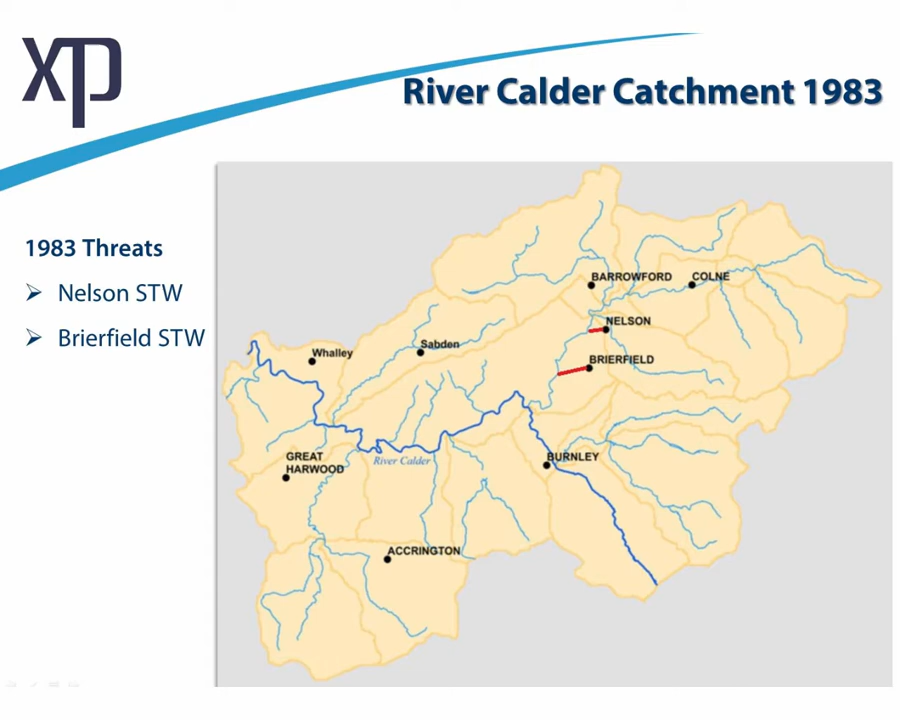 xp
River Calder Catchment 1983
1983 Threats
Nelson STW
Brierfield STW
BARROWFORD
COLNE
NELSON
BRIERFIELD
Whalley
Sabden
GREAT
HARWOOD
River Calder
BURNLEY
ACCRINGTON